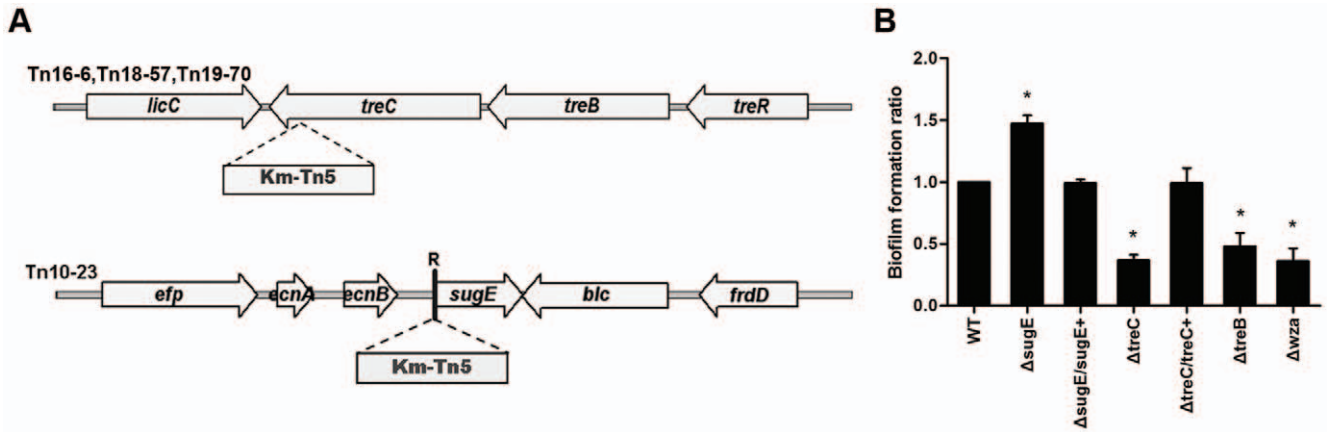 A
Tn16-6,Tn18-57,Tn19-70
licC treC treB treR
Km-Tn5
Tn10-23
R
efp ecnA ecnB sugE blc frdD
Km-Tn5
B
Biofilm formation ratio
2.0
1.5
1.0
0.5
0.0
* * * *
WT
ΔsugE
ΔsugE/sugE+
ΔtreC
ΔtreC/treC+
ΔtreB
Δwza